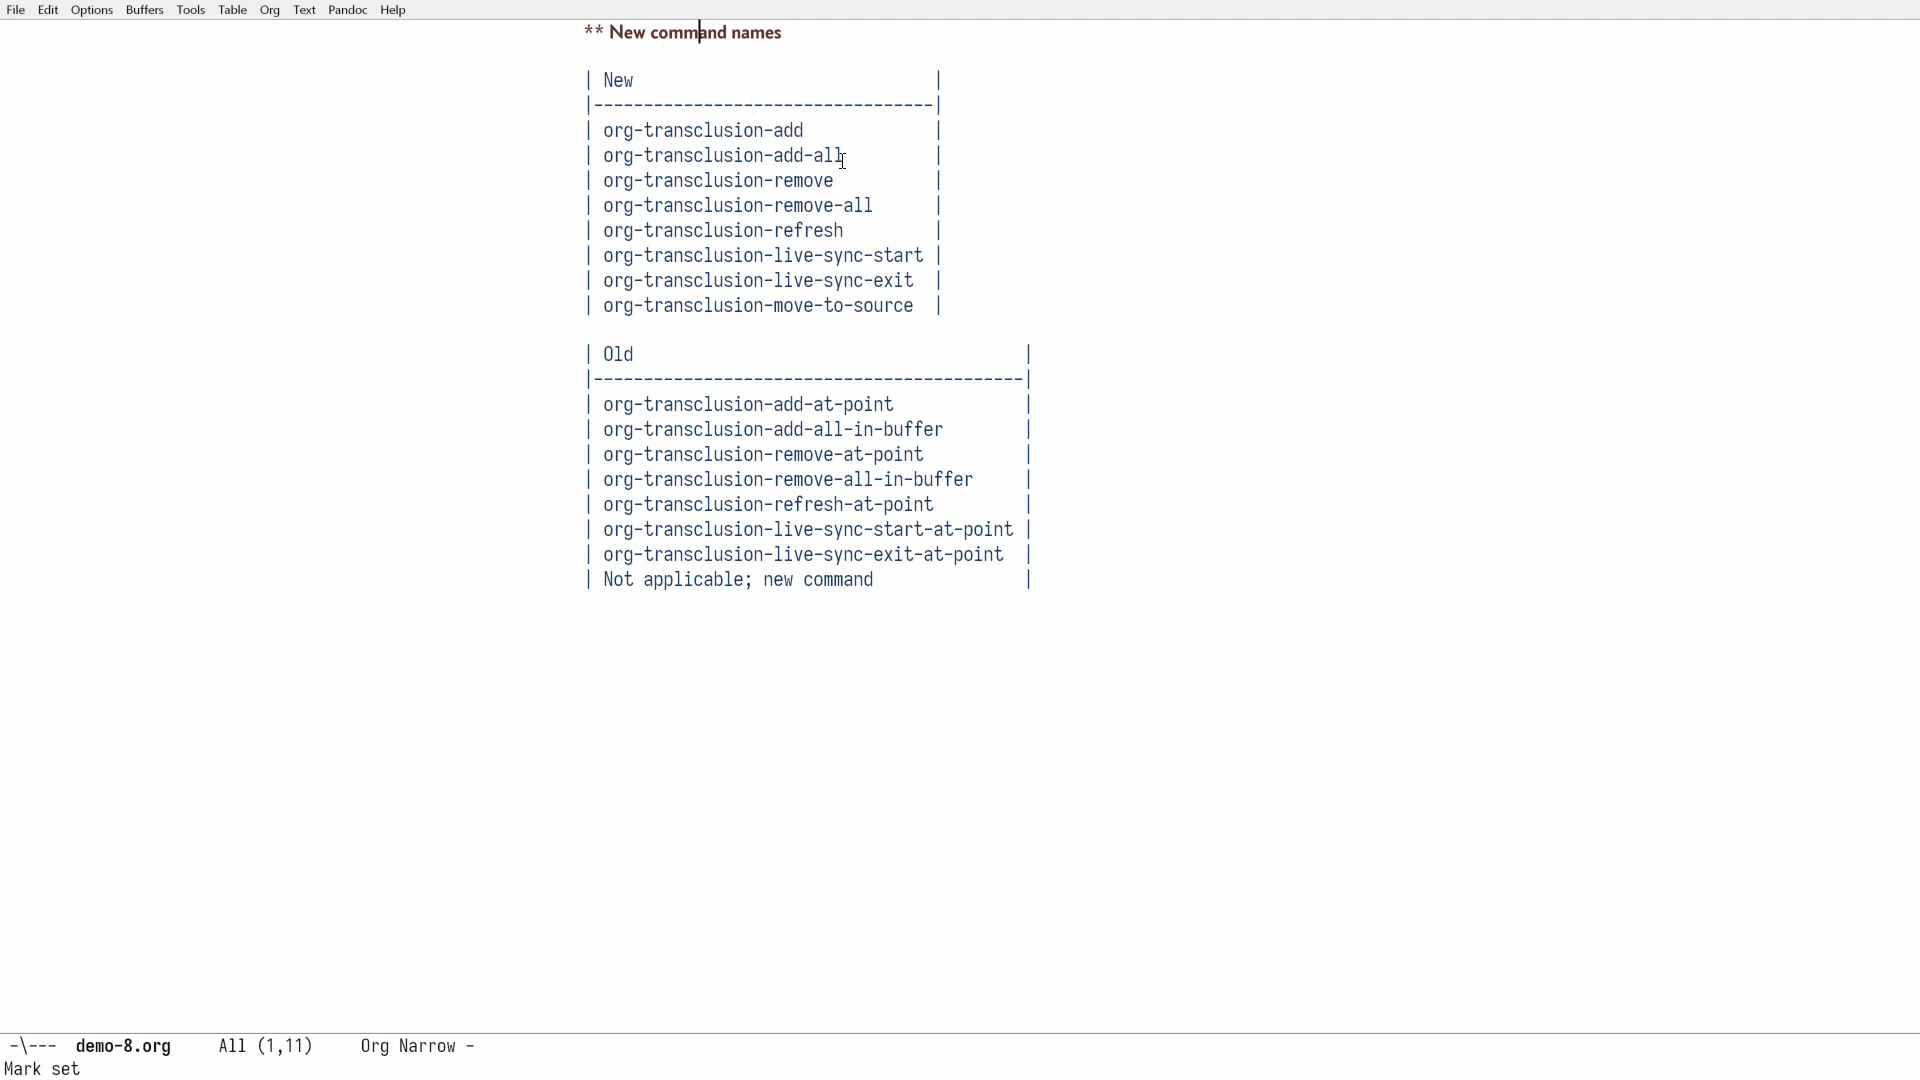 File Edit Options Buffers Tools Table Org Text Pandoc Help
** New command names
| New                             |
|----------------------------------|
| org-transclusion-add             |
| org-transclusion-add-all         |
| org-transclusion-remove          |
| org-transclusion-remove-all      |
| org-transclusion-refresh         |
| org-transclusion-live-sync-start |
| org-transclusion-live-sync-exit  |
| org-transclusion-move-to-source  |
| Old                                       |
|-------------------------------------------|
| org-transclusion-add-at-point             |
| org-transclusion-add-all-in-buffer        |
| org-transclusion-remove-at-point          |
| org-transclusion-remove-all-in-buffer     |
| org-transclusion-refresh-at-point         |
| org-transclusion-live-sync-start-at-point |
| org-transclusion-live-sync-exit-at-point  |
| Not applicable; new command               |
-\--- demo-8.org All (1,11) Org Narrow -
Mark set